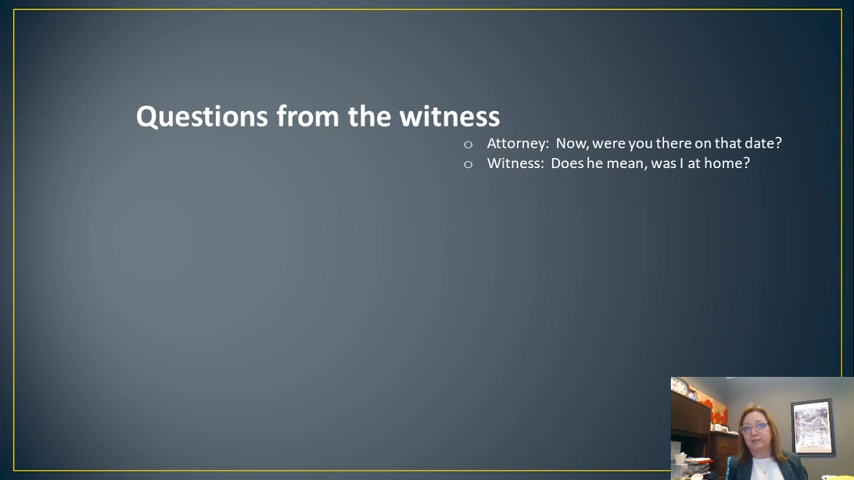 Questions from the witness
o Attorney: Now, were you there on that date?
o Witness: Does he mean, was I at home?